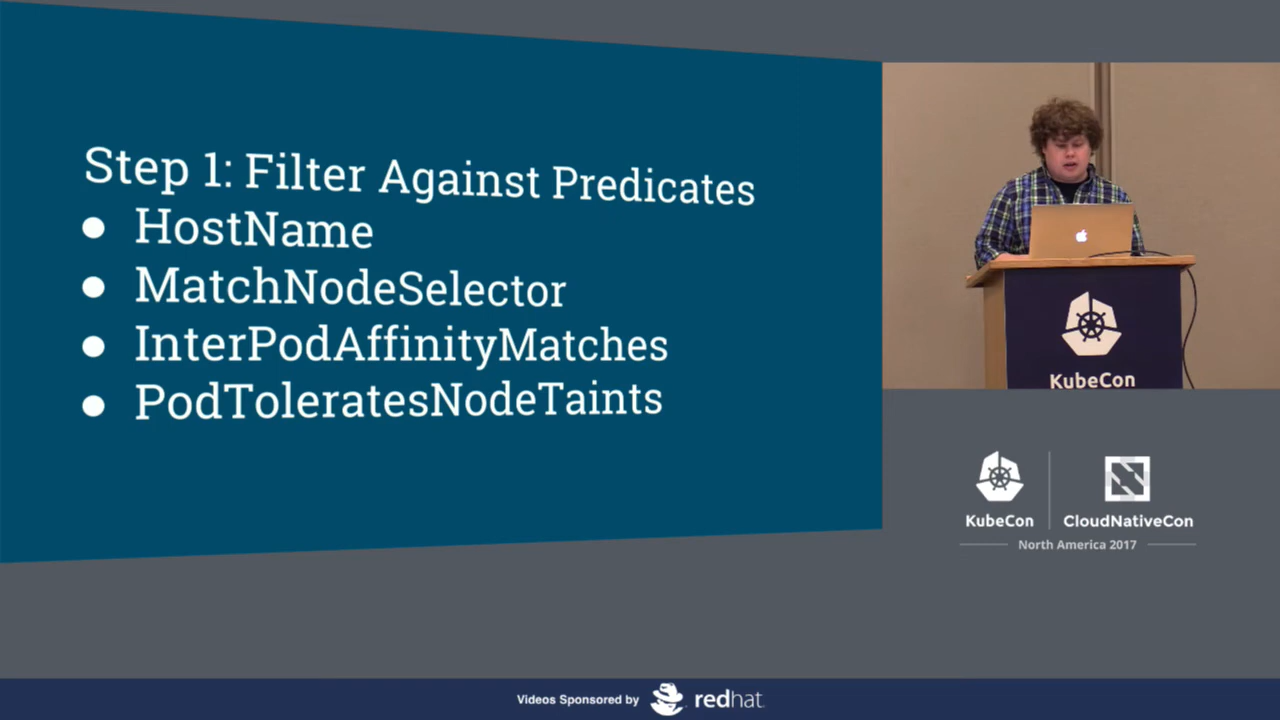 Step 1: Filter Against Predicates
● HostName
● MatchNodeSelector
● InterPodAffinityMatches
● PodToleratesNodeTaints
KubeCon
KubeCon
CloudNativeCon
North America 2017
Videos Sponsored by redhat